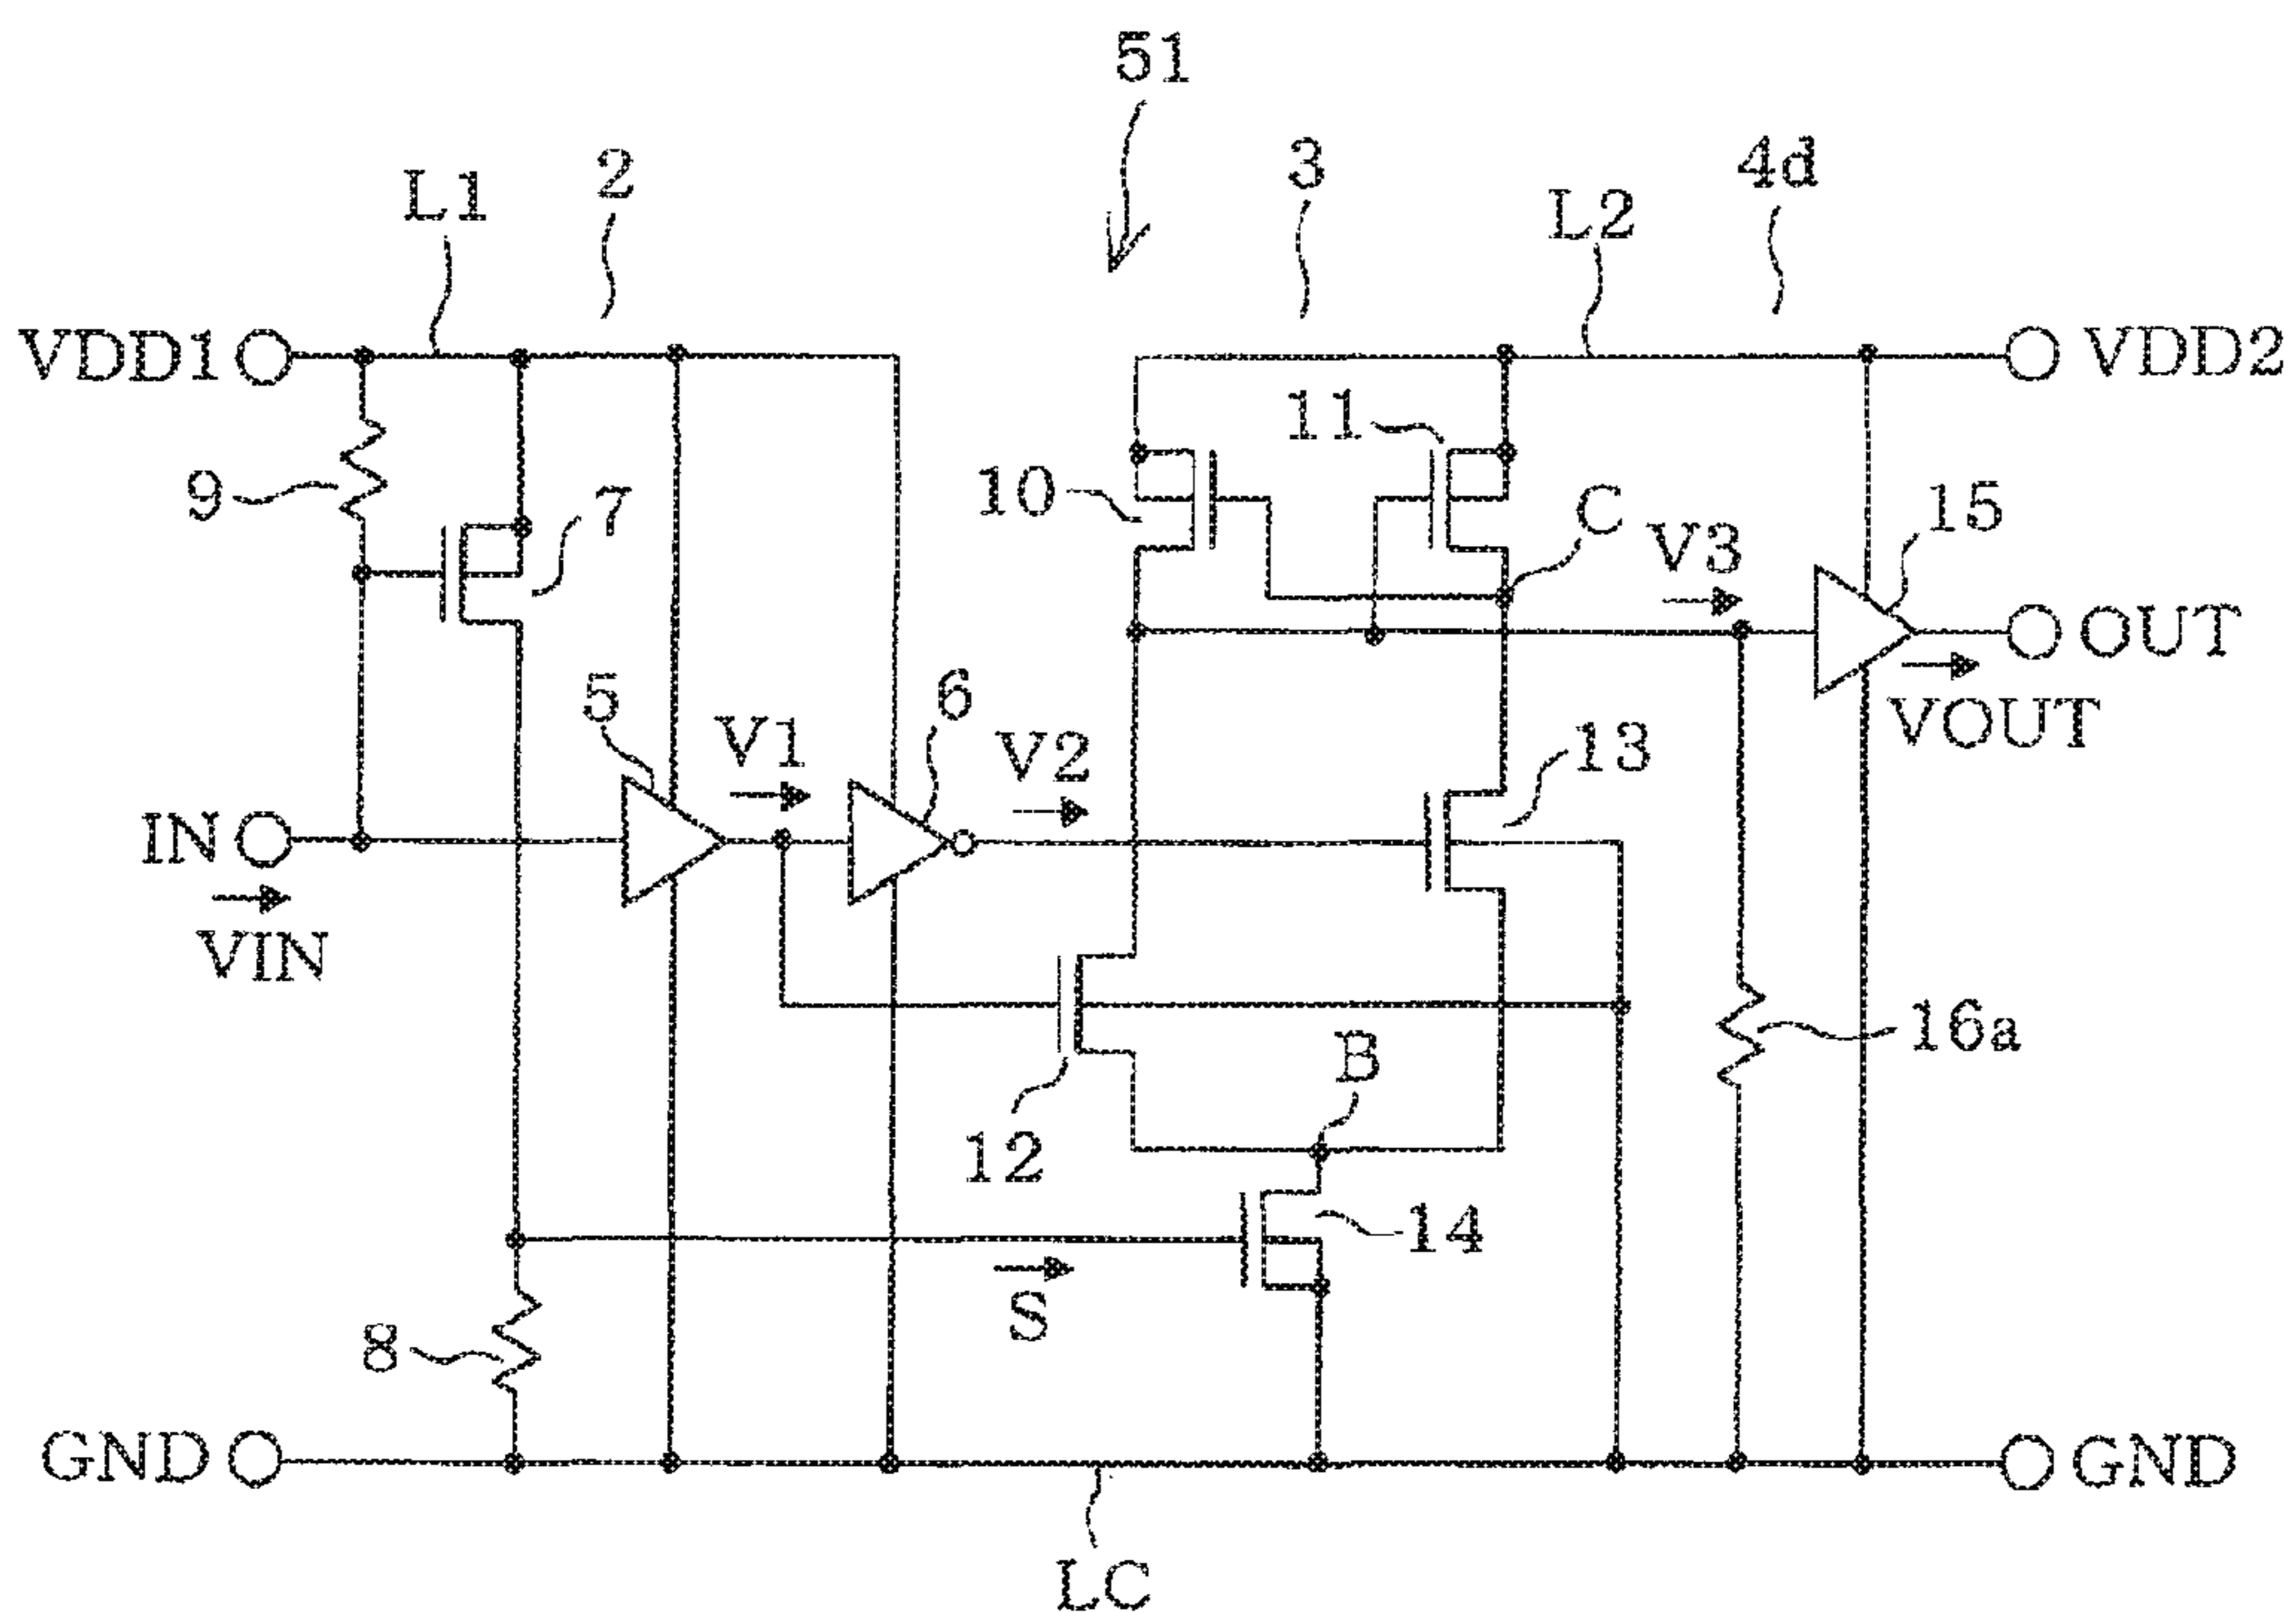 51
L1
2
3
L2
4d
VDD1
VDD2
9
7
10
11
C
V3
15
OUT
VOUT
5
V1
6
V2
13
IN
VIN
12
B
16a
14
S
8
GND
GND
LC